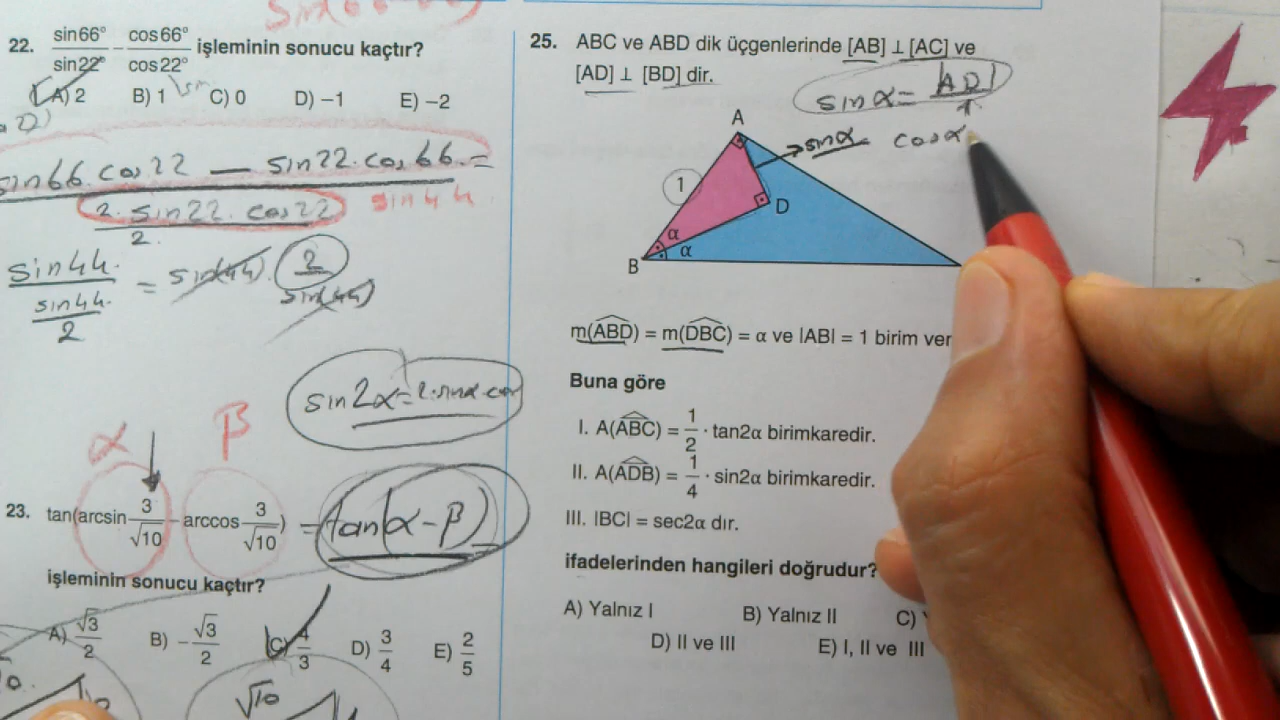 22. sin66° / sin22° - cos66° / cos22° işleminin sonucu kaçtır?
A) 2 B) 1 C) 0 D) -1 E) -2
sin66.cos22 — sin22.cos66 =
2.sin22.cos22 sin44
2.
sin44. / sin44. / 2 = sin(44). 2 / sin(44)
sin2α=2.sinα.cos
α β
23. tan(arcsin 3/√10 - arccos 3/√10) = tan(α-β)
işleminin sonucu kaçtır?
A) √3/2 B) -√3/2 C) 4/3 D) 3/4 E) 2/5
√10
25. ABC ve ABD dik üçgenlerinde [AB] ⊥ [AC] ve
[AD] ⊥ [BD] dir.
sinα = |AD| / 1
A
sinα cosα
1
D
α
α
B
m(ABD) = m(DBC) = α ve |AB| = 1 birim
Buna göre
I. A(ABC) = 1/2 · tan2α birimkaredir.
II. A(ADB) = 1/4 · sin2α birimkaredir.
III. |BC| = sec2α dır.
ifadelerinden hangileri doğrudur?
A) Yalnız I B) Yalnız II C)
D) II ve III E) I, II ve III